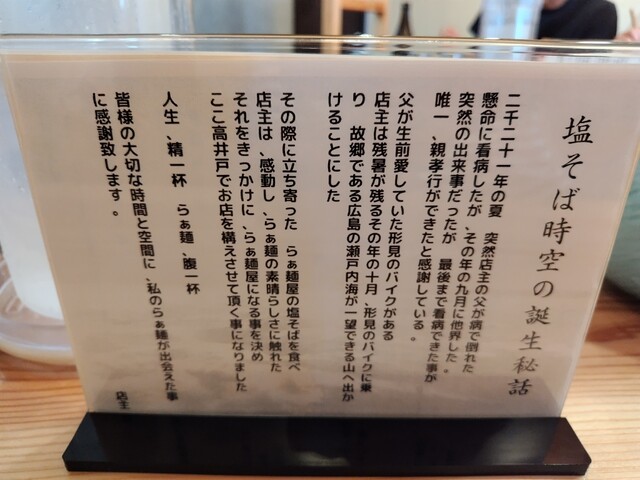 塩そば時空の誕生秘話
二千二十一年の夏　突然店主の父が病で倒れた
懸命に看病したが、その年の九月に他界した。
突然の出来事だったが　最後まで看病できた事が
唯一、親孝行ができたと感謝している。
父が生前愛していた形見のバイクがある
店主は残暑が残るその年の十月、形見のバイクに乗
り　故郷である広島の瀬戸内海が一望できる山へ出か
けることにした
その際に立ち寄った　らぁ麺屋の塩そばを食べ
店主は、感動し、らぁ麺の素晴らしさに触れた
それをきっかけに、らぁ麺屋になる事を決め
ここ高井戸でお店を構えさせて頂く事になりました
人生、精一杯　らぁ麺、腹一杯
皆様の大切な時間と空間に、私のらぁ麺が出会えた事
に感謝致します。
店主